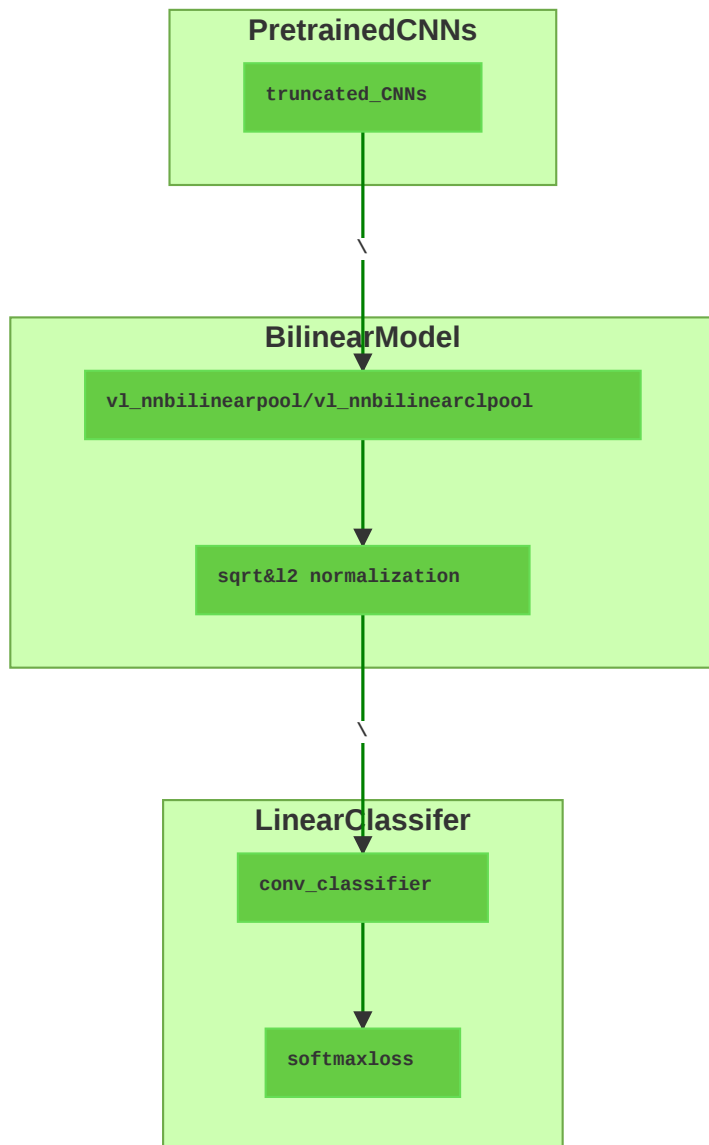 PretrainedCNNs
truncated_CNNs
\
BilinearModel
vl_nnbilinearpool/vl_nnbilinearclpool
sqrt&l2 normalization
\
LinearClassifer
conv_classifier
softmaxloss